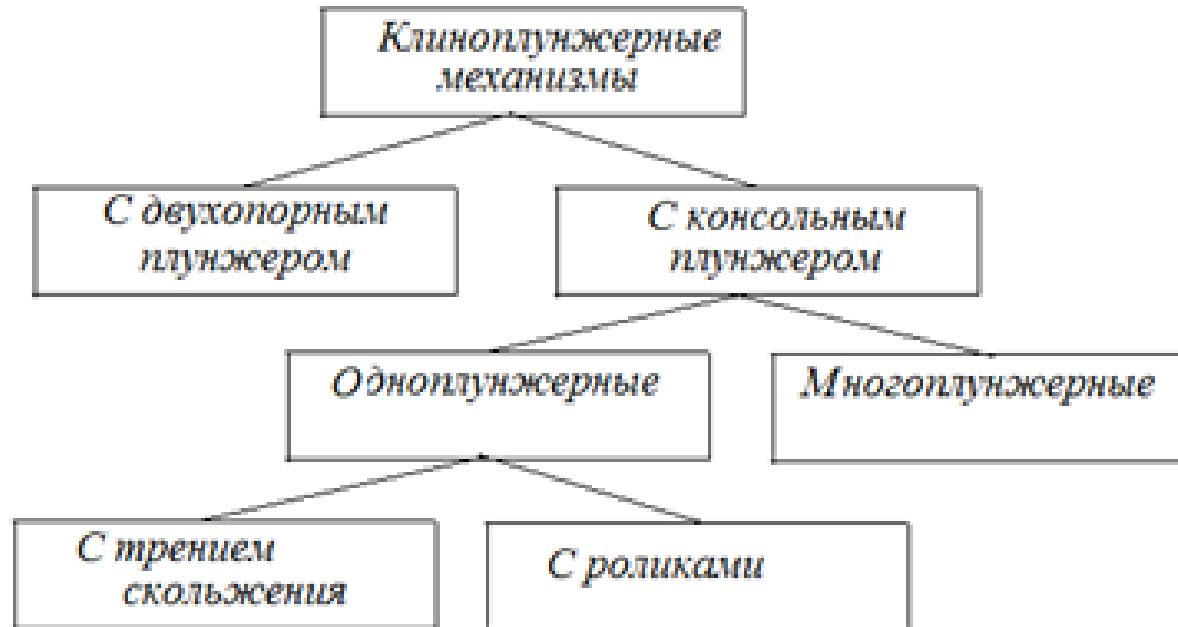 Клиноплунжерные
механизмы
С двухопорным
плунжером
С консольным
плунжером
Одноплунжерные
Многоплунжерные
С трением
скольжения
С роликами